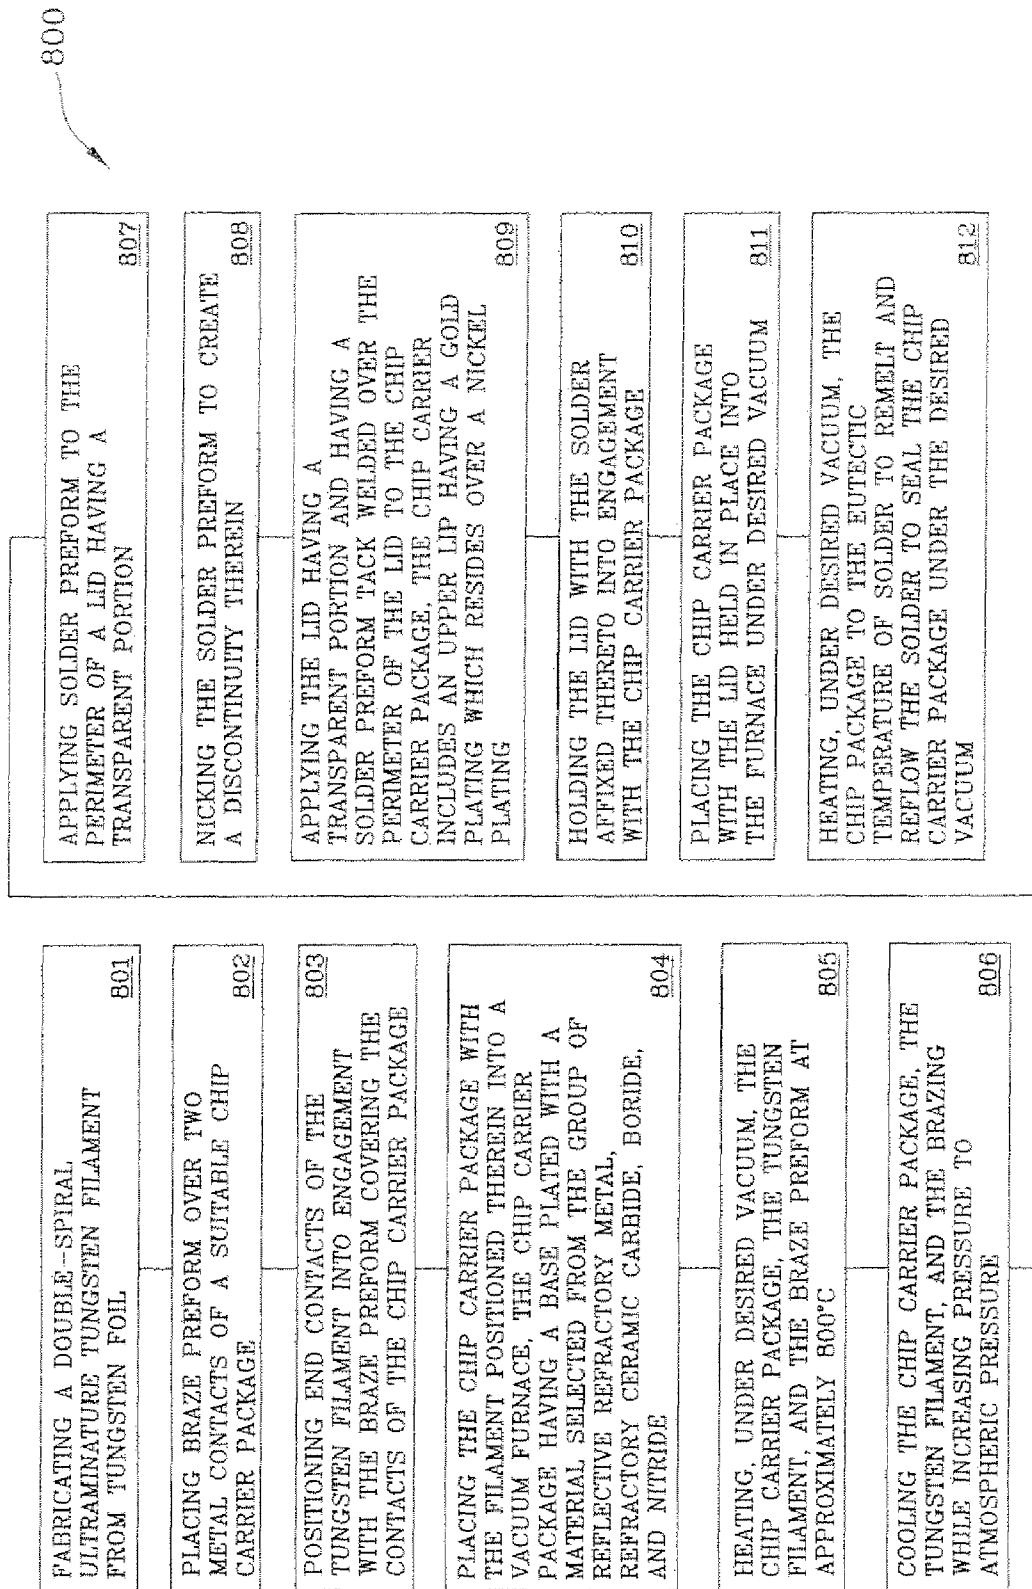 800
FABRICATING A DOUBLE-SPIRAL
ULTRAMINATURE TUNGSTEN FILAMENT
FROM TUNGSTEN FOIL
801
PLACING BRAZE PREFORM OVER TWO
METAL CONTACTS OF A SUITABLE CHIP
CARRIER PACKAGE
802
POSITIONING END CONTACTS OF THE
TUNGSTEN FILAMENT INTO ENGAGEMENT
WITH THE BRAZE PREFORM COVERING THE
CONTACTS OF THE CHIP CARRIER PACKAGE
803
PLACING THE CHIP CARRIER PACKAGE WITH
THE FILAMENT POSITIONED THEREIN INTO A
VACUUM FURNACE, THE CHIP CARRIER
PACKAGE HAVING A BASE PLATED WITH A
MATERIAL SELECTED FROM THE GROUP OF
REFLECTIVE REFRACTORY METAL,
REFRACTORY CERAMIC CARBIDE, BORIDE,
AND NITRIDE
804
HEATING, UNDER DESIRED VACUUM, THE
CHIP CARRIER PACKAGE, THE TUNGSTEN
FILAMENT, AND THE BRAZE PREFORM AT
APPROXIMATELY 800°C
805
COOLING THE CHIP CARRIER PACKAGE, THE
TUNGSTEN FILAMENT, AND THE BRAZING
WHILE INCREASING PRESSURE TO
ATMOSPHERIC PRESSURE
806
APPLYING SOLDER PREFORM TO THE
PERIMETER OF A LID HAVING A
TRANSPARENT PORTION
807
NICKING THE SOLDER PREFORM TO CREATE
A DISCONTINUITY THEREIN
808
APPLYING THE LID HAVING A
TRANSPARENT PORTION AND HAVING A
SOLDER PREFORM TACK WELDED OVER THE
PERIMETER OF THE LID TO THE CHIP
CARRIER PACKAGE, THE CHIP CARRIER
INCLUDES AN UPPER LIP HAVING A GOLD
PLATING WHICH RESIDES OVER A NICKEL
PLATING
809
HOLDING THE LID WITH THE SOLDER
AFFIXED THERETO INTO ENGAGEMENT
WITH THE CHIP CARRIER PACKAGE
810
PLACING THE CHIP CARRIER PACKAGE
WITH THE LID HELD IN PLACE INTO
THE FURNACE UNDER DESIRED VACUUM
811
HEATING, UNDER DESIRED VACUUM, THE
CHIP PACKAGE TO THE EUTECTIC
TEMPERATURE OF SOLDER TO REMELT AND
REFLOW THE SOLDER TO SEAL THE CHIP
CARRIER PACKAGE UNDER THE DESIRED
VACUUM
812